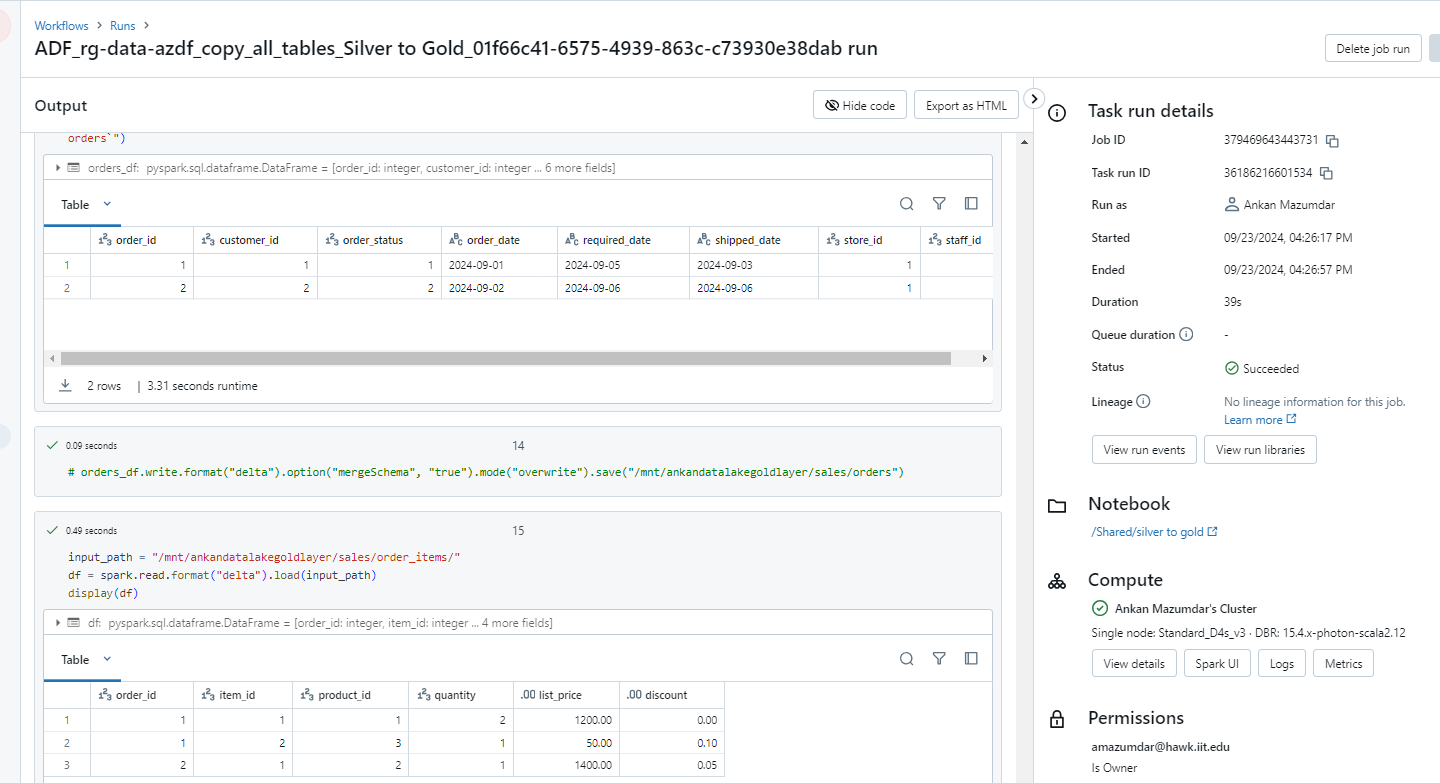 Workflows > Runs >
ADF_rg-data-azdf_copy_all_tables_Silver to Gold_01f66c41-6575-4939-863c-c73930e38dab run
Delete job run
Output
Hide code
Export as HTML
orders`")
orders_df: pyspark.sql.dataframe.DataFrame = [order_id: integer, customer_id: integer ... 6 more fields]
Table
order_id customer_id order_status order_date required_date shipped_date store_id staff_id
1 1 1 1 2024-09-01 2024-09-05 2024-09-03 1
2 2 2 2 2024-09-02 2024-09-06 2024-09-06 1
2 rows | 3.31 seconds runtime
0.09 seconds 14
# orders_df.write.format("delta").option("mergeSchema", "true").mode("overwrite").save("/mnt/ankandatalakegoldlayer/sales/orders")
0.49 seconds 15
input_path = "/mnt/ankandatalakegoldlayer/sales/order_items/"
df = spark.read.format("delta").load(input_path)
display(df)
df: pyspark.sql.dataframe.DataFrame = [order_id: integer, item_id: integer ... 4 more fields]
Table
order_id item_id product_id quantity .00 list_price .00 discount
1 1 1 1 2 1200.00 0.00
2 1 2 3 1 50.00 0.10
3 2 1 2 1 1400.00 0.05
Task run details
Job ID 379469643443731
Task run ID 36186216601534
Run as Ankan Mazumdar
Started 09/23/2024, 04:26:17 PM
Ended 09/23/2024, 04:26:57 PM
Duration 39s
Queue duration -
Status Succeeded
Lineage No lineage information for this job.
Learn more
View run events View run libraries
Notebook
/Shared/silver to gold
Compute
Ankan Mazumdar's Cluster
Single node: Standard_D4s_v3 · DBR: 15.4.x-photon-scala2.12
View details Spark UI Logs Metrics
Permissions
amazumdar@hawk.iit.edu
Is Owner